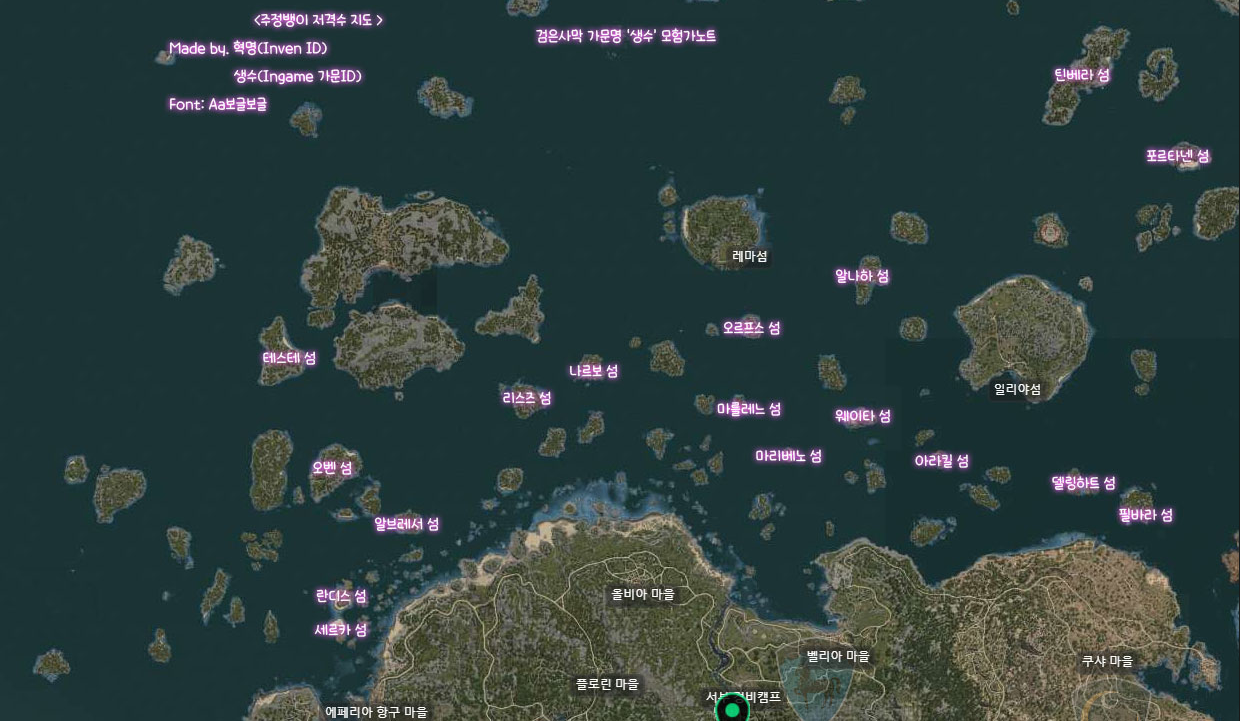 <주정뱅이 저격수 지도 >
검은사막 가문명 '생수' 모험가노트
Made by. 혁명(Inven ID)
생수(Ingame 가문ID)
Font: Aa보글보글
틴베라 섬
포르타넨 섬
레마섬
알나하 섬
오르프스 섬
테스테 섬
나르보 섬
일리야섬
리스즈 섬
마를레느 섬
웨이타 섬
마리베노 섬
아라킬 섬
오벤 섬
델링하트 섬
필바라 섬
알브레서 섬
란디스 섬
올비아 마을
세르카 섬
벨리아 마을
쿠샤 마을
플로린 마을
에페리아 항구 마을